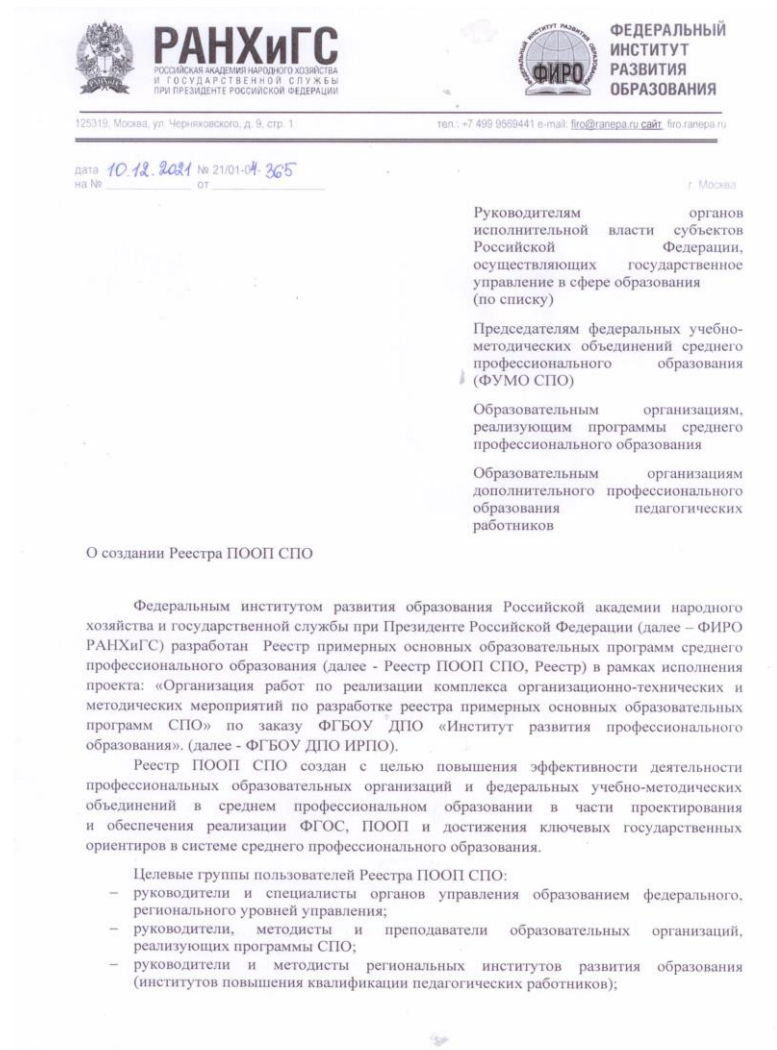 РАНХиГС
РОССИЙСКАЯ АКАДЕМИЯ НАРОДНОГО ХОЗЯЙСТВА
И ГОСУДАРСТВЕННОЙ СЛУЖБЫ
ПРИ ПРЕЗИДЕНТЕ РОССИЙСКОЙ ФЕДЕРАЦИИ
ФИРО
ФЕДЕРАЛЬНЫЙ
ИНСТИТУТ
РАЗВИТИЯ
ОБРАЗОВАНИЯ
125319, Москва, ул. Черняховского, д. 9, стр. 1
тел.: +7 499 9569441 e-mail: firo@ranepa.ru сайт firo.ranepa.ru
дата 10.12.2021 № 21/01-04-365
на № ____________ от ________________
г. Москва
Руководителям органов
исполнительной власти субъектов
Российской Федерации,
осуществляющих государственное
управление в сфере образования
(по списку)
Председателям федеральных учебно-
методических объединений среднего
профессионального образования
(ФУМО СПО)
Образовательным организациям,
реализующим программы среднего
профессионального образования
Образовательным организациям
дополнительного профессионального
образования педагогических
работников
О создании Реестра ПООП СПО
Федеральным институтом развития образования Российской академии народного
хозяйства и государственной службы при Президенте Российской Федерации (далее – ФИРО
РАНХиГС) разработан Реестр примерных основных образовательных программ среднего
профессионального образования (далее - Реестр ПООП СПО, Реестр) в рамках исполнения
проекта: «Организация работ по реализации комплекса организационно-технических и
методических мероприятий по разработке реестра примерных основных образовательных
программ СПО» по заказу ФГБОУ ДПО «Институт развития профессионального
образования». (далее - ФГБОУ ДПО ИРПО).
Реестр ПООП СПО создан с целью повышения эффективности деятельности
профессиональных образовательных организаций и федеральных учебно-методических
объединений в среднем профессиональном образовании в части проектирования
и обеспечения реализации ФГОС, ПООП и достижения ключевых государственных
ориентиров в системе среднего профессионального образования.
Целевые группы пользователей Реестра ПООП СПО:
– руководители и специалисты органов управления образованием федерального,
регионального уровней управления;
– руководители, методисты и преподаватели образовательных организаций,
реализующих программы СПО;
– руководители и методисты региональных институтов развития образования
(институтов повышения квалификации педагогических работников);